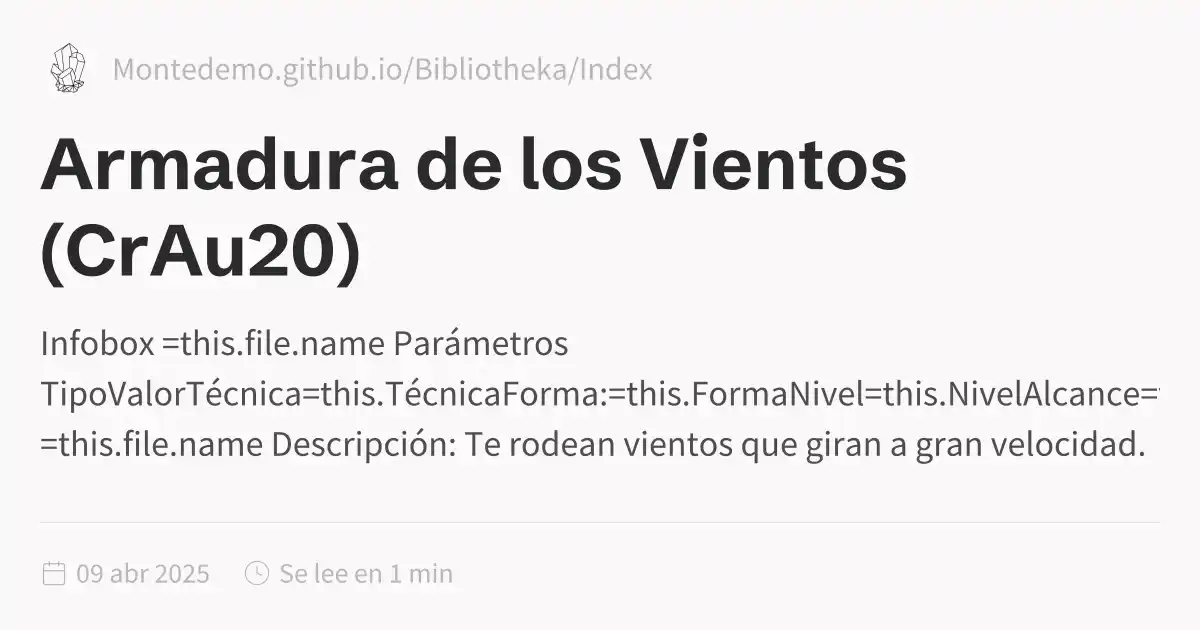 Montedemo.github.io/Bibliotheka/Index
Armadura de los Vientos
(CrAu20)
Infobox =this.file.name Parámetros
TipoValorTécnica=this.TécnicaForma:=this.FormaNivel=this.NivelAlcance=
=this.file.name Descripción: Te rodean vientos que giran a gran velocidad.
09 abr 2025 Se lee en 1 min